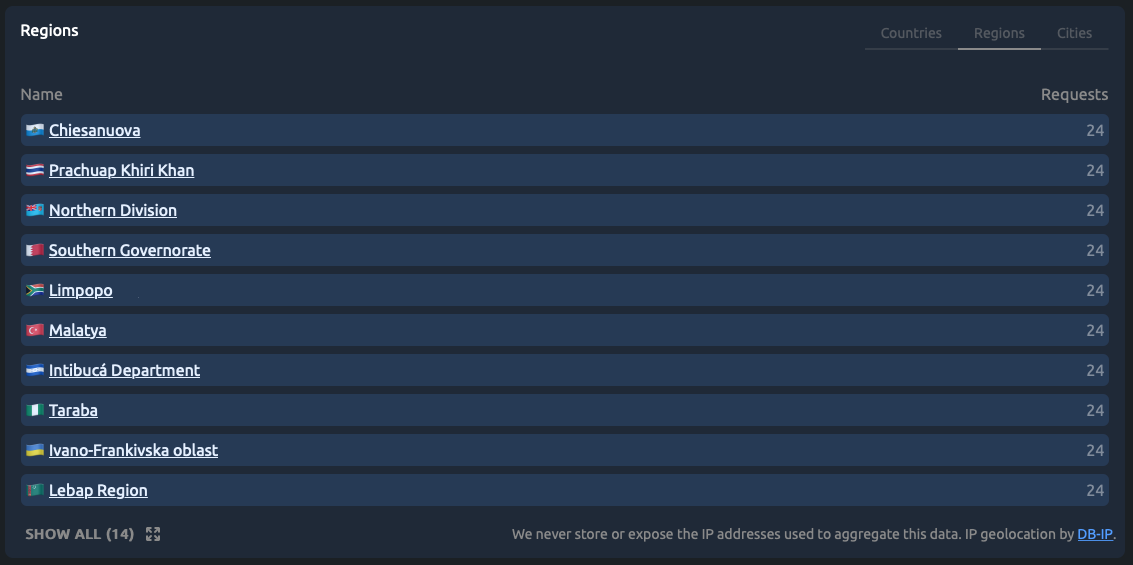 Regions
Countries Regions Cities
Name Requests
Chiesanuova 24
Prachuap Khiri Khan 24
Northern Division 24
Southern Governorate 24
Limpopo 24
Malatya 24
Intibucá Department 24
Taraba 24
Ivano-Frankivska oblast 24
Lebap Region 24
SHOW ALL (14) We never store or expose the IP addresses used to aggregate this data. IP geolocation by DB-IP.